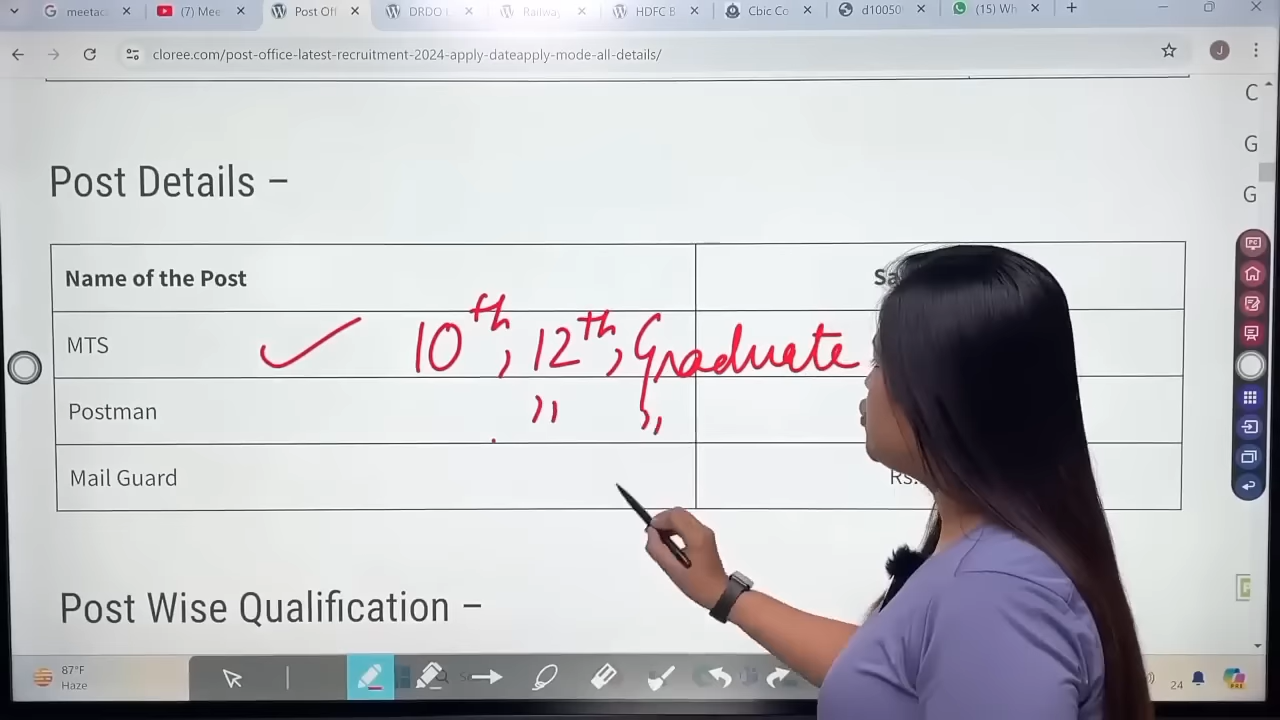 meetac
(7) Mee
Post Off
DRDO
Railway
HDFC B
Cbic Co
d10050
(15) Wh
cloree.com/post-office-latest-recruitment-2024-apply-dateapply-mode-all-details/
J
C
G
G
Post Details –
Name of the Post
Sa
MTS
10th, 12th, Graduate
Postman
" "
Mail Guard
Rs.
Post Wise Qualification –
PC
87°F
Haze
24